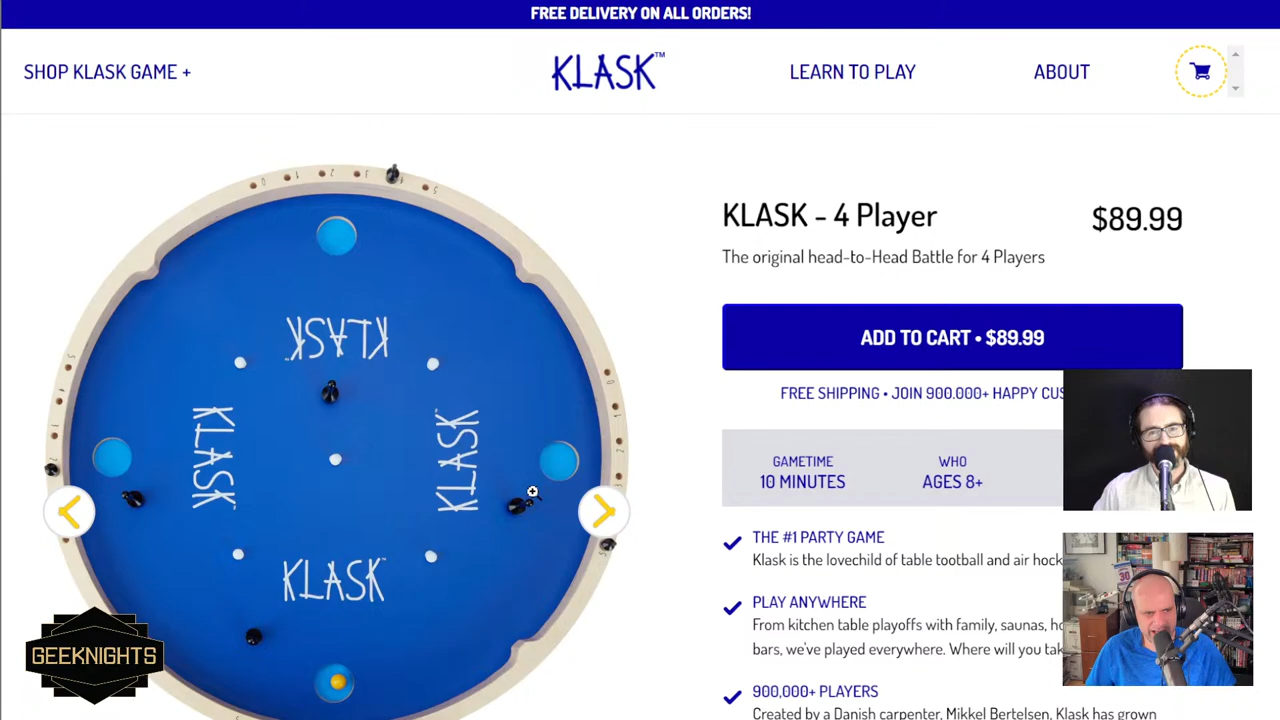 FREE DELIVERY ON ALL ORDERS!
SHOP KLASK GAME +
KLASK™
LEARN TO PLAY
ABOUT
KLASK – 4 Player
$89.99
The original head-to-Head Battle for 4 Players
ADD TO CART • $89.99
FREE SHIPPING • JOIN 900.000+ HAPPY CUS
GAMETIME
10 MINUTES
WHO
AGES 8+
THE #1 PARTY GAME
Klask is the lovechild of table tootball and air hock
PLAY ANYWHERE
From kitchen table playoffs with family, saunas, ho
bars, we've played everywhere. Where will you tak
900,000+ PLAYERS
Created by a Danish carpenter, Mikkel Bertelsen, Klask has grown
KLASK
KLASK
KLASK
KLASK
GEEKNIGHTS